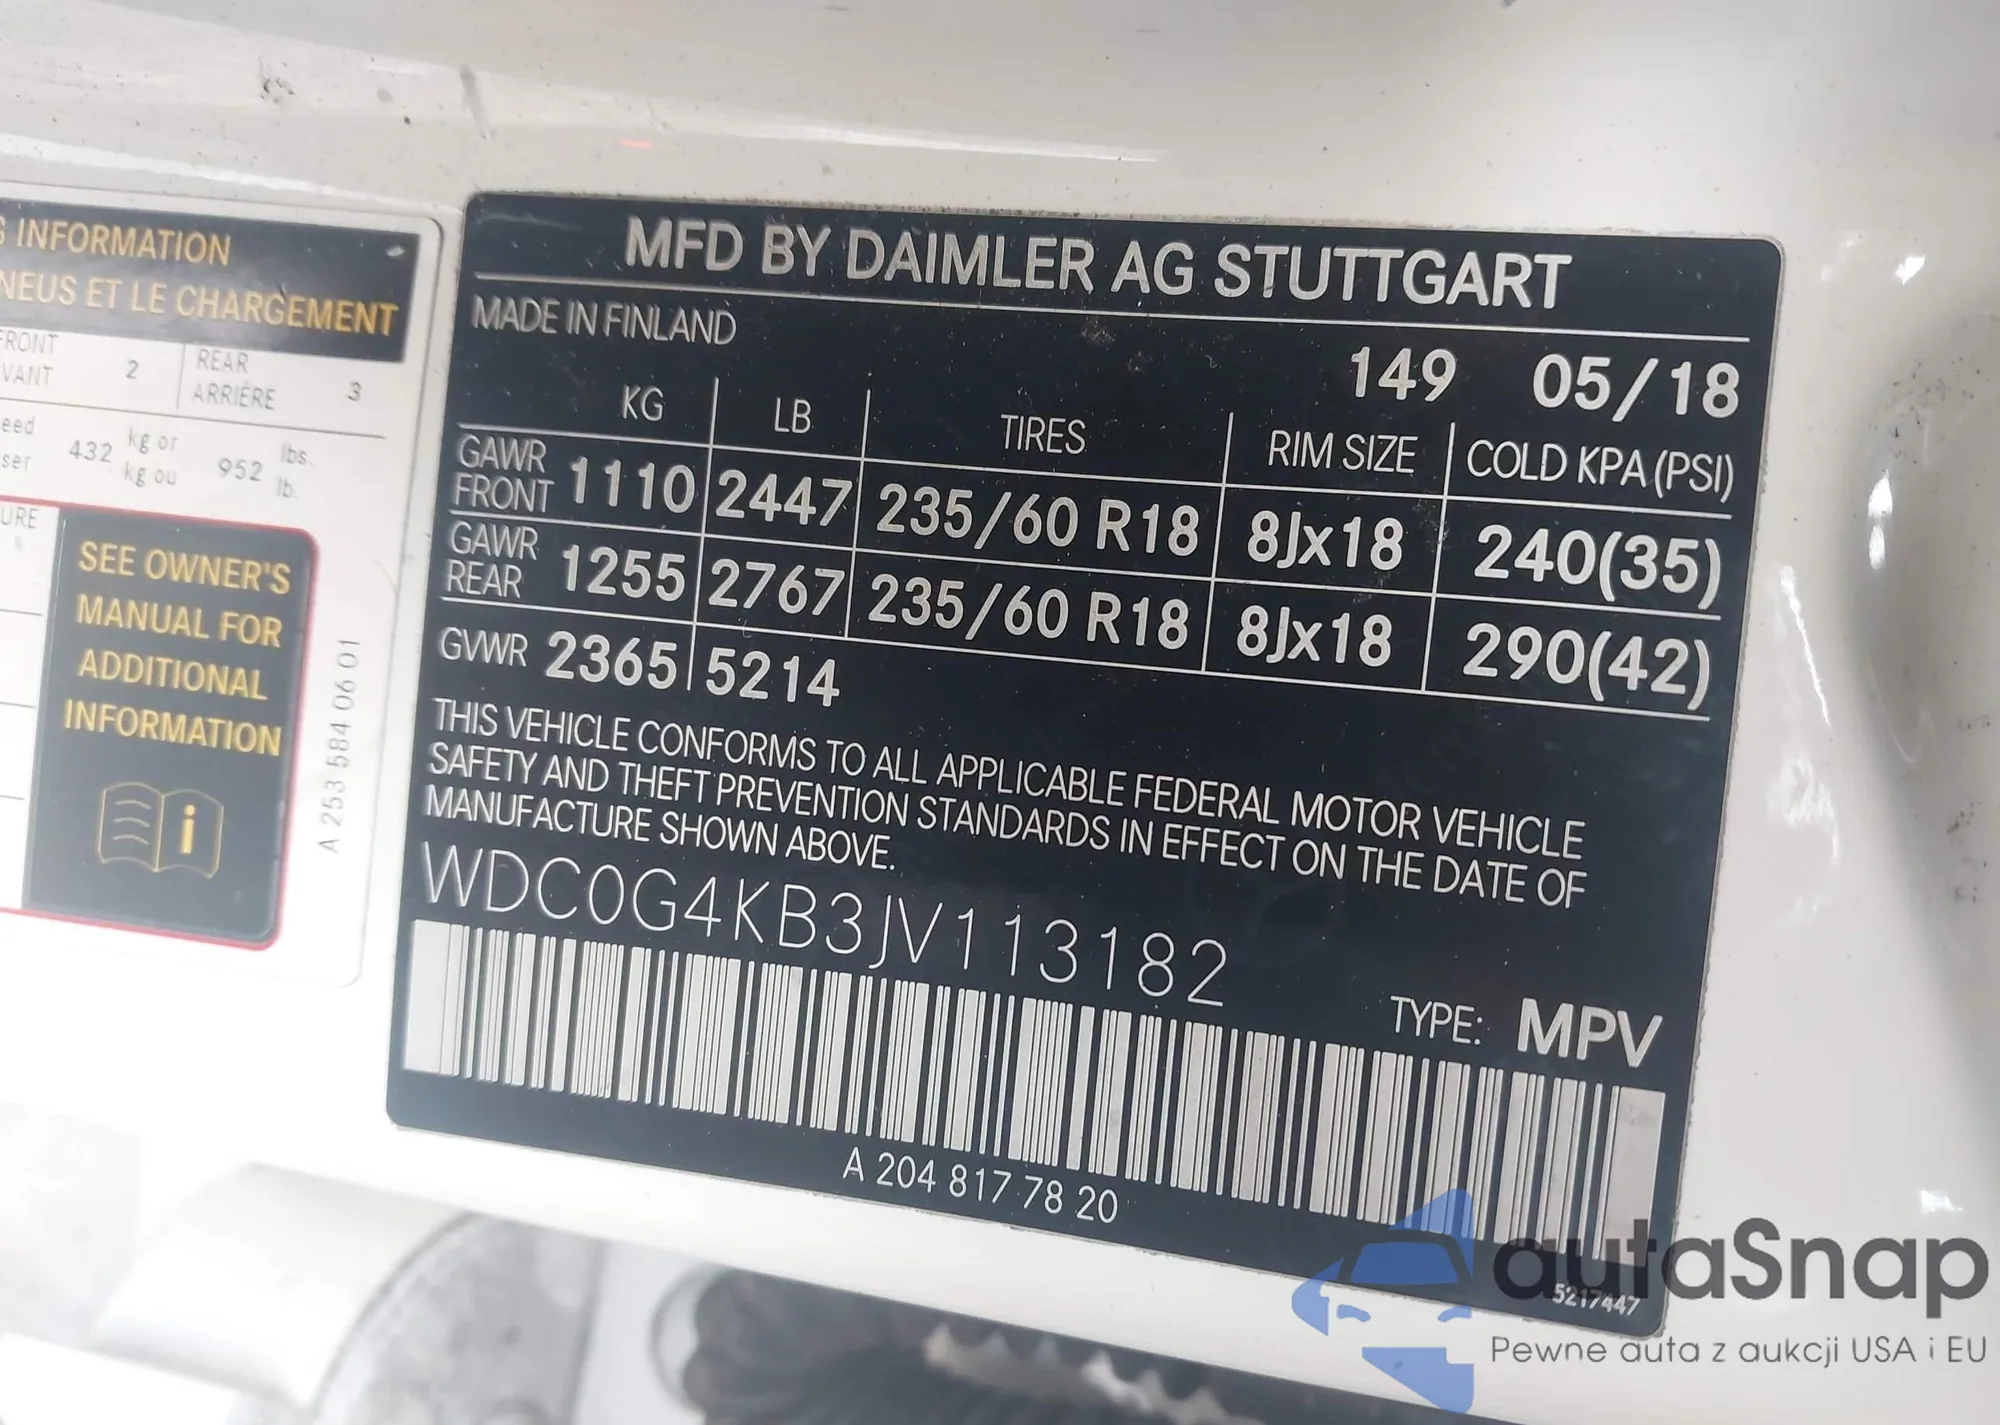 INFORMATION
NEUS ET LE CHARGEMENT
FRONT 2 REAR 3
VANT ARRIÈRE
432 kg or 952 lbs.
kg ou lb.
SEE OWNER'S
MANUAL FOR
ADDITIONAL
INFORMATION
A 253 584 06 01
MFD BY DAIMLER AG STUTTGART
MADE IN FINLAND
149 05/18
KG LB TIRES RIM SIZE COLD KPA (PSI)
GAWR FRONT 1110 2447 235/60 R18 8Jx18 240(35)
GAWR REAR 1255 2767 235/60 R18 8Jx18 290(42)
GVWR 2365 5214
THIS VEHICLE CONFORMS TO ALL APPLICABLE FEDERAL MOTOR VEHICLE
SAFETY AND THEFT PREVENTION STANDARDS IN EFFECT ON THE DATE OF
MANUFACTURE SHOWN ABOVE.
WDC0G4KB3JV113182
TYPE: MPV
A 204 817 78 20
5217447
autaSnap
Pewne auta z aukcji USA i EU